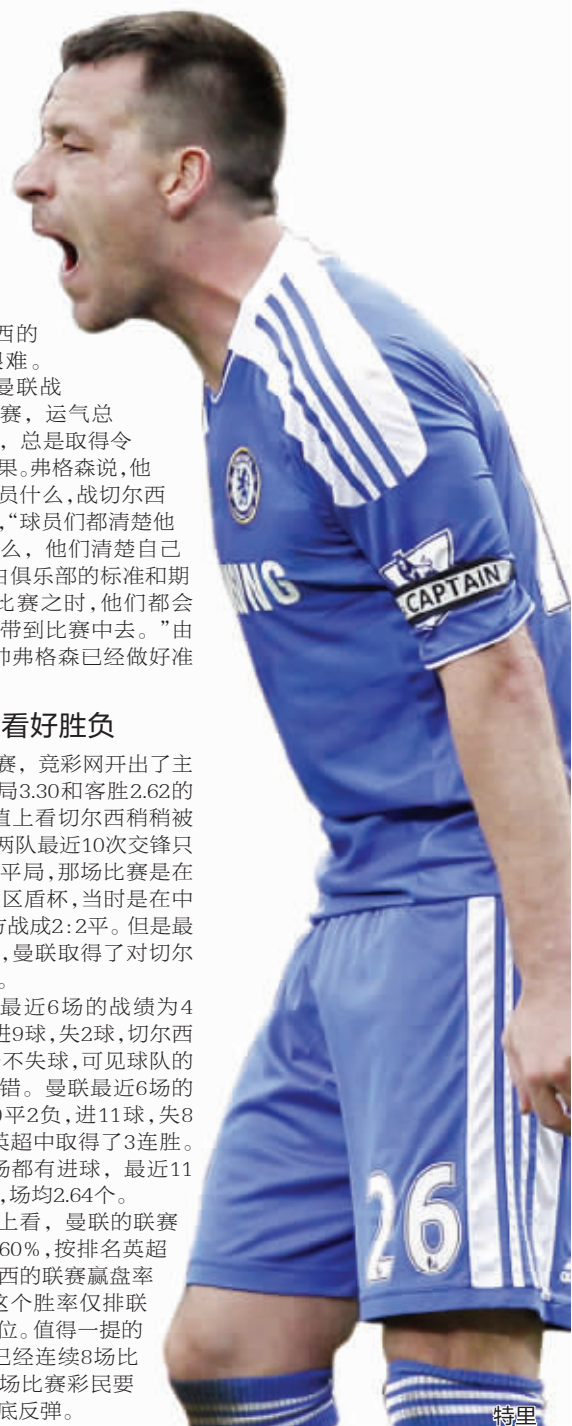 西的
艰难。
曼联战
赛，运气总
，总是取得令
果。弗格森说，他
员什么，战切尔西
，“球员们都清楚他
么，他们清楚自己
由俱乐部的标准和期
比赛之时，他们都会
带到比赛中去。”由
帅弗格森已经做好准
看好胜负
赛，竞彩网开出了主
局3.30和客胜2.62的
值上看切尔西稍稍被
两队最近10次交锋只
平局，那场比赛是在
区盾杯，当时是在中
方战成2:2平。但是最
，曼联取得了对切尔
。
最近6场的战绩为4
进9球，失2球，切尔西
不失球，可见球队的
错。曼联最近6场的
0平2负，进11球，失8
英超中取得了3连胜。
场都有进球，最近11
，场均2.64个。
上看，曼联的联赛
60%，按排名英超
西的联赛赢盘率
这个胜率仅排联
位。值得一提的
已经连续8场比
场比赛彩民要
底反弹。
CAPTAIN
26
特里